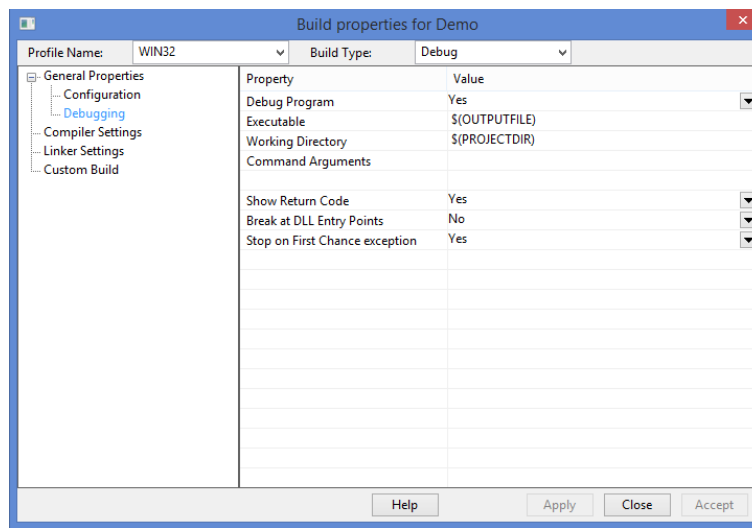 Build properties for Demo
Profile Name: WIN32 Build Type: Debug
General Properties
Configuration
Debugging
Compiler Settings
Linker Settings
Custom Build
Property Value
Debug Program Yes
Executable $(OUTPUTFILE)
Working Directory $(PROJECTDIR)
Command Arguments
Show Return Code Yes
Break at DLL Entry Points No
Stop on First Chance exception Yes
Help Apply Close Accept